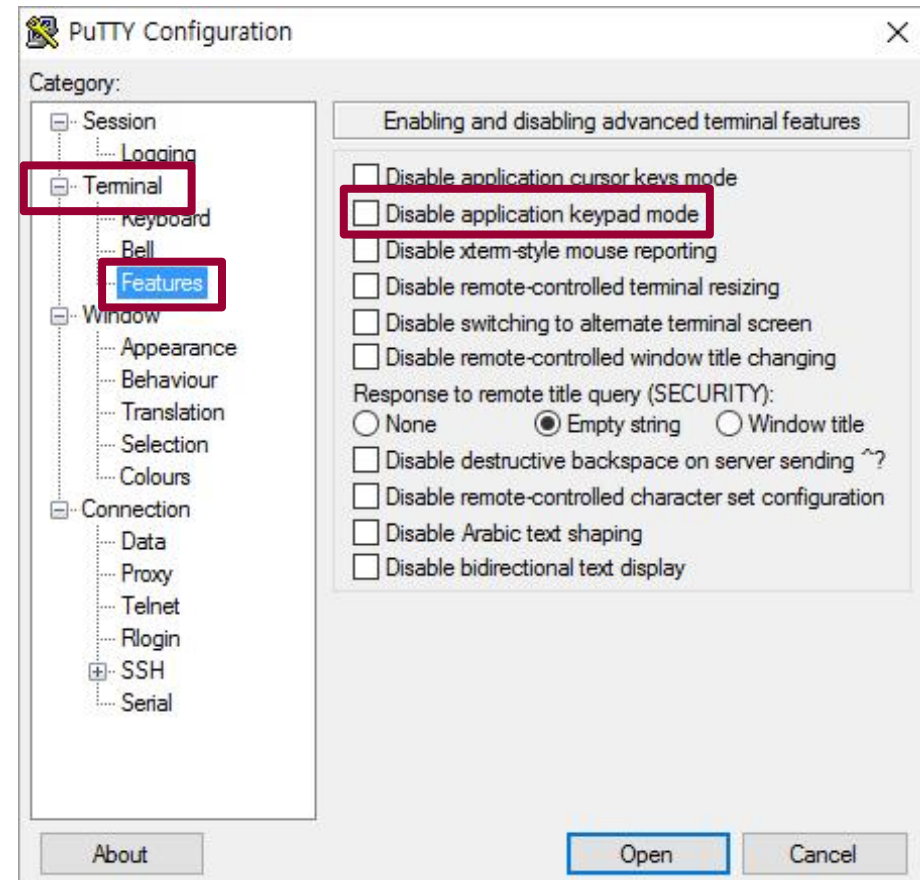 PuTTY Configuration
Category:
Session
Logging
Terminal
Keyboard
Bell
Features
Window
Appearance
Behaviour
Translation
Selection
Colours
Connection
Data
Proxy
Telnet
Rlogin
SSH
Serial
Enabling and disabling advanced terminal features
Disable application cursor keys mode
Disable application keypad mode
Disable xterm-style mouse reporting
Disable remote-controlled terminal resizing
Disable switching to alternate terminal screen
Disable remote-controlled window title changing
Response to remote title query (SECURITY):
None Empty string Window title
Disable destructive backspace on server sending ^?
Disable remote-controlled character set configuration
Disable Arabic text shaping
Disable bidirectional text display
About Open Cancel